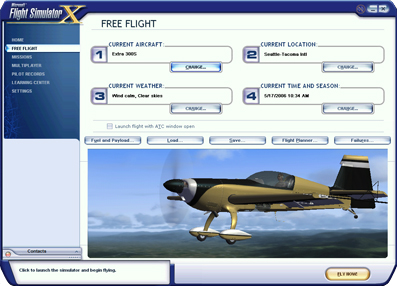 Microsoft
Flight Simulator X
HOME
FREE FLIGHT
MISSIONS
MULTIPLAYER
PILOT RECORDS
LEARNING CENTER
SETTINGS
FREE FLIGHT
1
CURRENT AIRCRAFT
Extra 300S
CHANGE...
2
CURRENT LOCATION
Seattle-Tacoma Intl
CHANGE...
3
CURRENT WEATHER
Wind calm, Clear skies
CHANGE...
4
CURRENT TIME AND SEASON:
5/17/2006 10:34 AM
CHANGE...
Launch flight with ATC window open
Fuel and Payload...
Load...
Save...
Flight Planner...
Failures...
Contacts
Click to launch the simulator and begin flying.
FLY NOW!